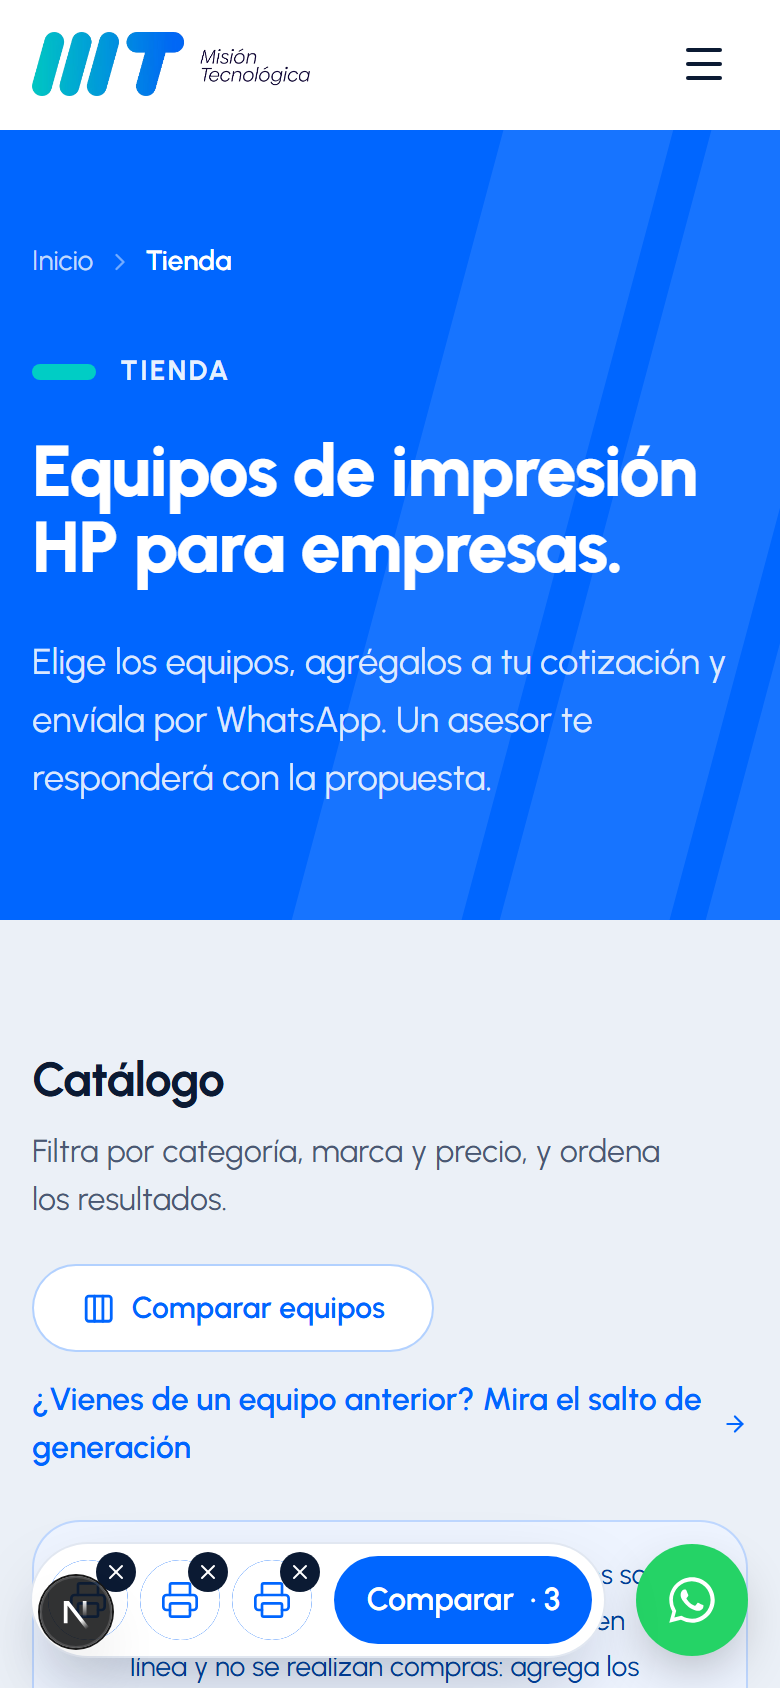 Misión
Tecnológica
Inicio
Tienda
TIENDA
Equipos de impresión
HP para empresas.
Elige los equipos, agrégalos a tu cotización y
envíala por WhatsApp. Un asesor te
responderá con la propuesta.
Catálogo
Filtra por categoría, marca y precio, y ordena
los resultados.
Comparar equipos
¿Vienes de un equipo anterior? Mira el salto de
generación
Comparar · 3
en
línea y no se realizan compras: agrega los